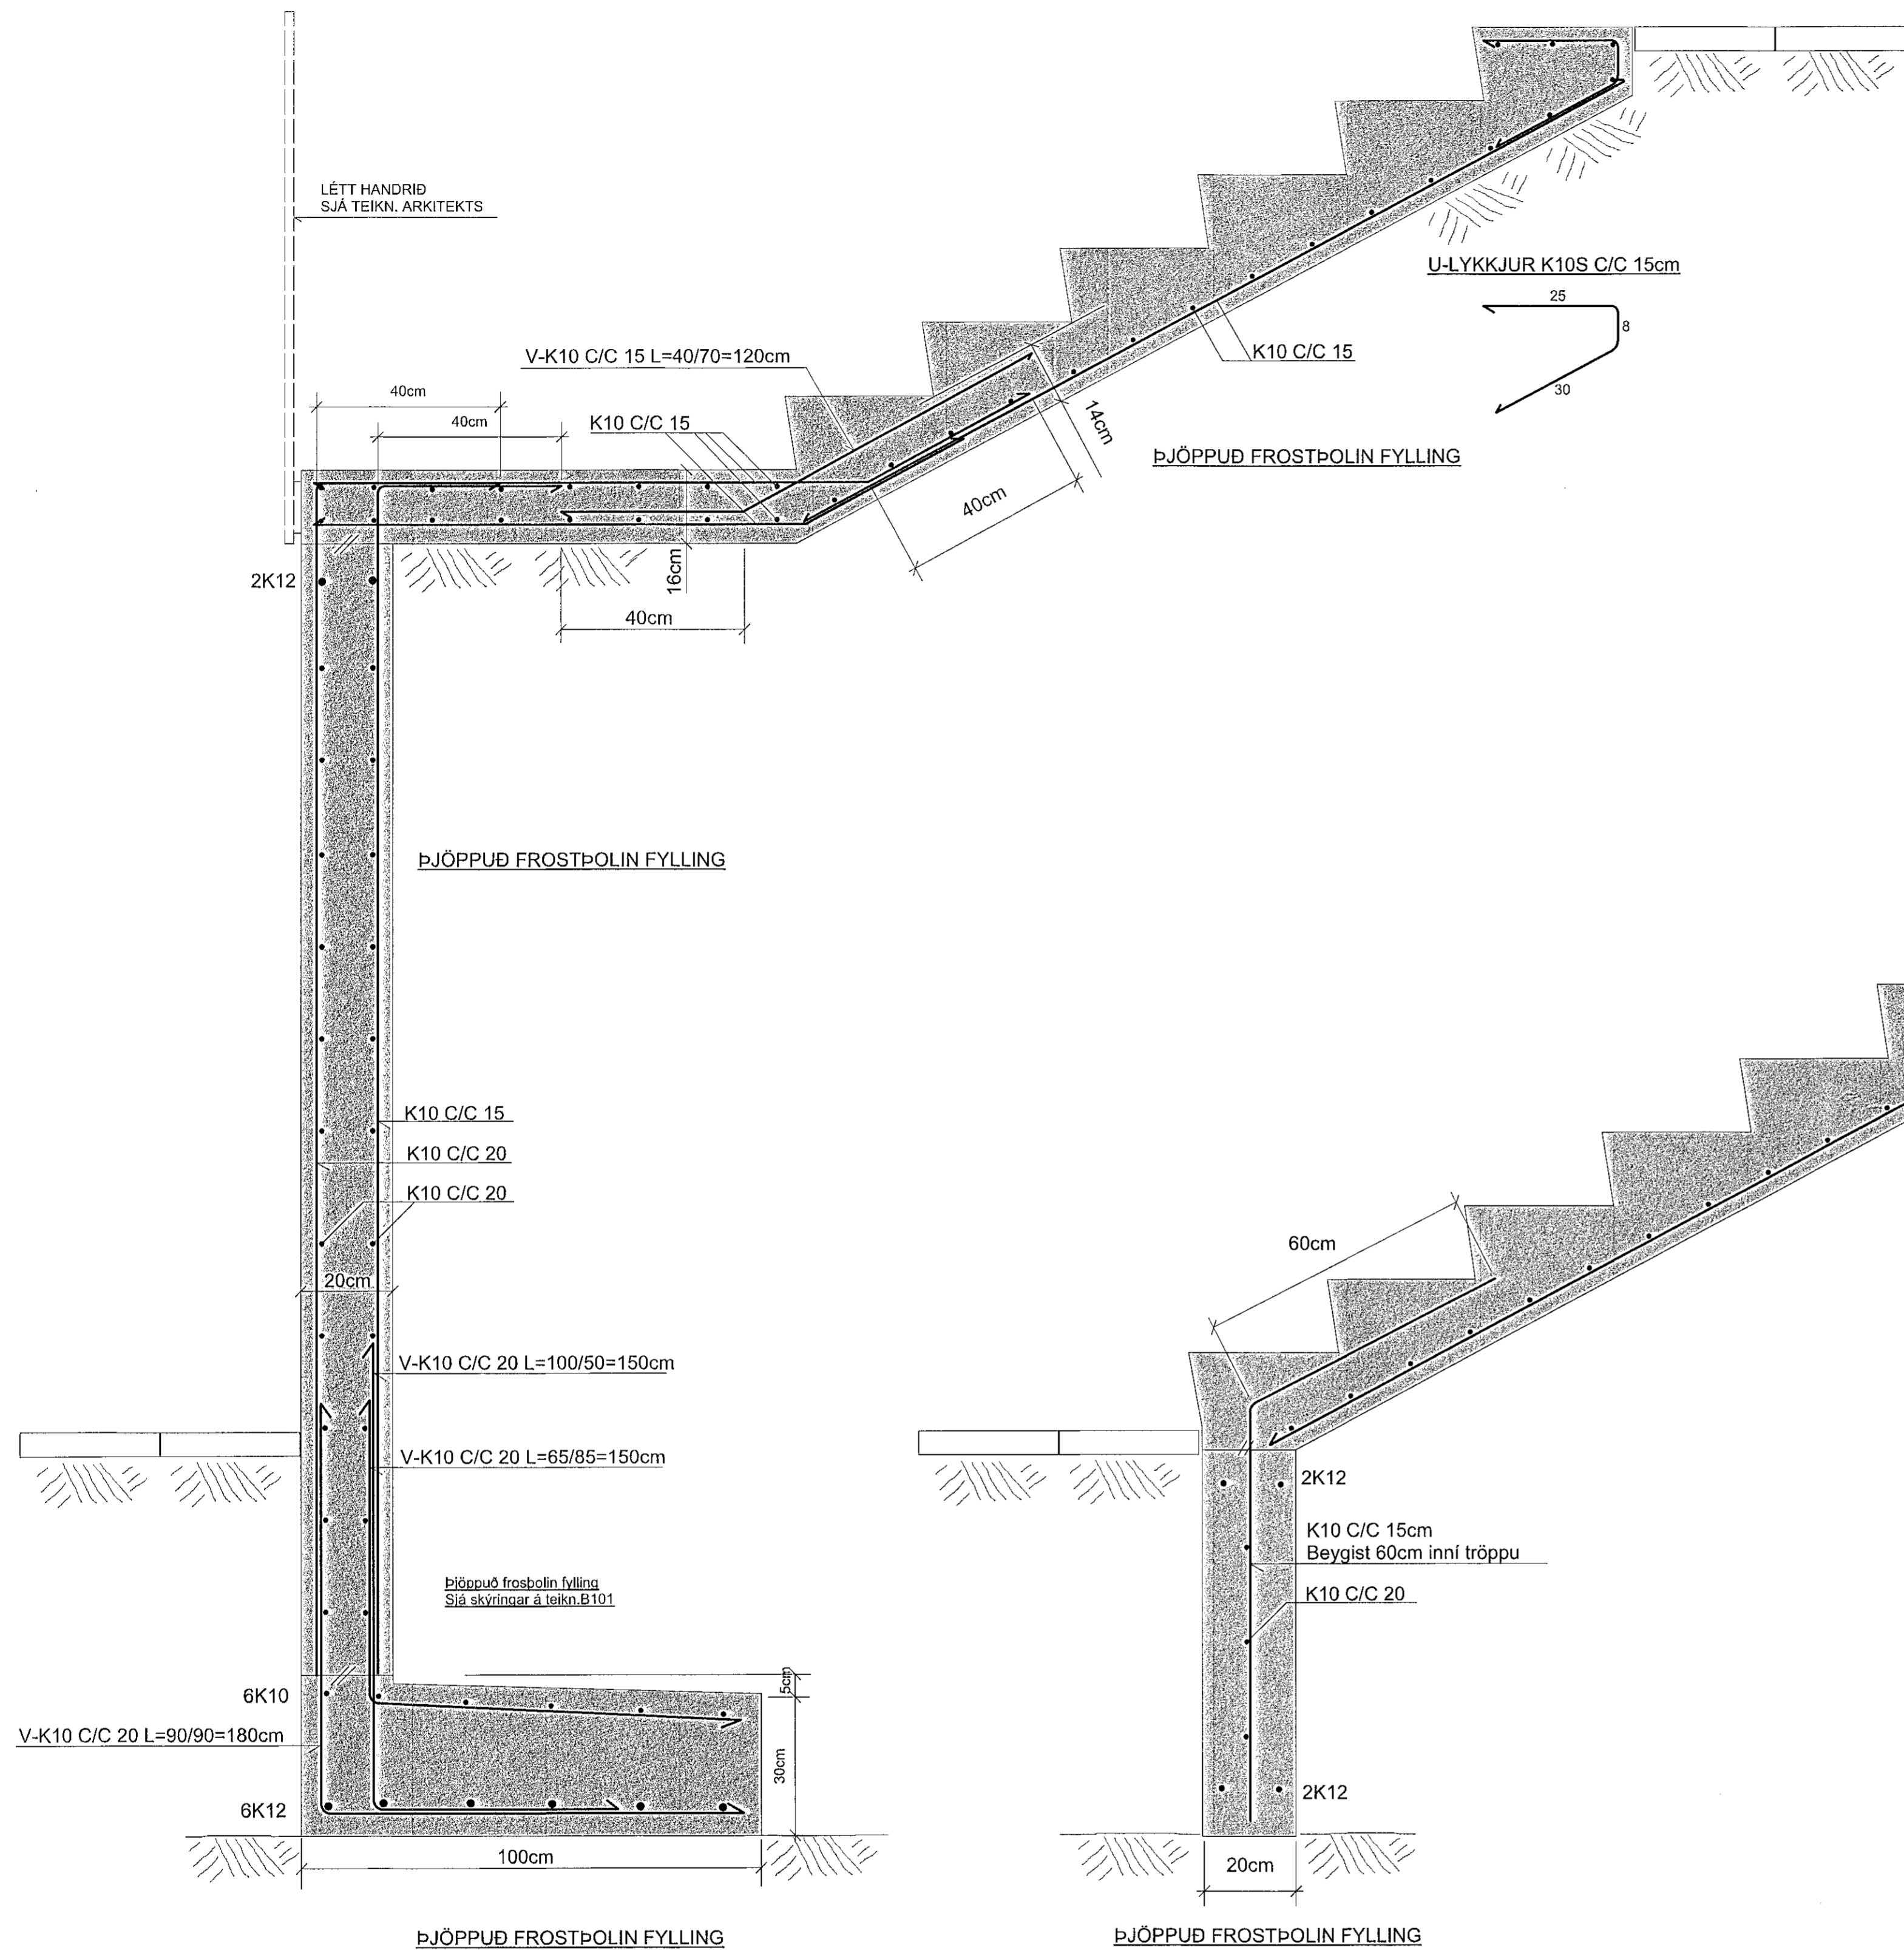 LÉTT HANDRIÐ
SJÁ TEIKN. ARKITEKTS
U-LYKKJUR K10S C/C 15cm
25
8
30
V-K10 C/C 15 L=40/70=120cm
K10 C/C 15
40cm
40cm
K10 C/C 15
14cm
ÞJÖPPUÐ FROSTÞOLIN FYLLING
40cm
2K12
16cm
40cm
ÞJÖPPUÐ FROSTÞOLIN FYLLING
K10 C/C 15
K10 C/C 20
K10 C/C 20
20cm
60cm
V-K10 C/C 20 L=100/50=150cm
V-K10 C/C 20 L=65/85=150cm
2K12
K10 C/C 15cm
Beygist 60cm inní tröppu
Þjöppuð frosþolin fylling
Sjá skýringar á teikn.B101
K10 C/C 20
5cm
6K10
V-K10 C/C 20 L=90/90=180cm
30cm
2K12
6K12
100cm
20cm
ÞJÖPPUÐ FROSTÞOLIN FYLLING
ÞJÖPPUÐ FROSTÞOLIN FYLLING